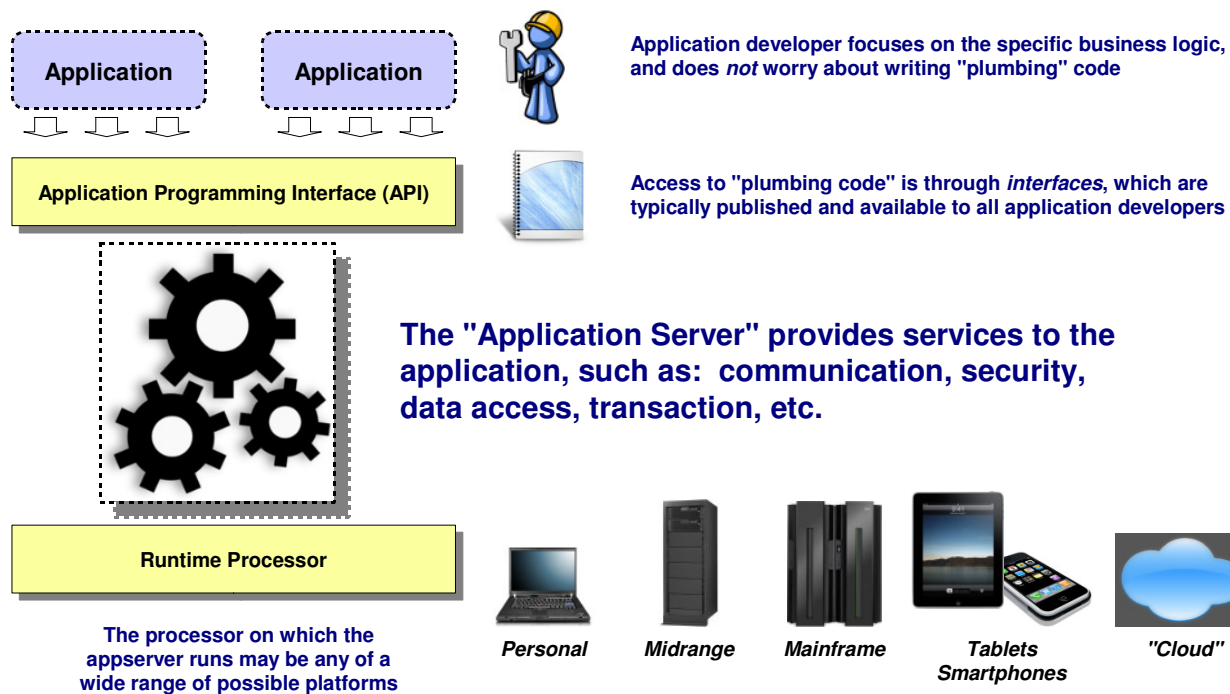 Application
Application
Application developer focuses on the specific business logic,
and does not worry about writing "plumbing" code
Application Programming Interface (API)
Access to "plumbing code" is through interfaces, which are
typically published and available to all application developers
The "Application Server" provides services to the
application, such as:  communication, security,
data access, transaction, etc.
Runtime Processor
The processor on which the
appserver runs may be any of a
wide range of possible platforms
Personal
Midrange
Mainframe
Tablets
Smartphones
"Cloud"